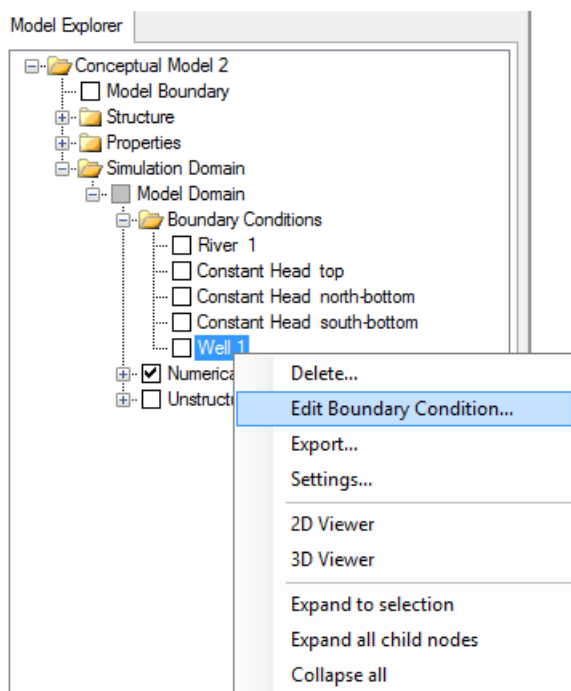 Model Explorer
Conceptual Model 2
Model Boundary
Structure
Properties
Simulation Domain
Model Domain
Boundary Conditions
River 1
Constant Head top
Constant Head north-bottom
Constant Head south-bottom
Well 1
Numerica
Unstructu
Delete...
Edit Boundary Condition...
Export...
Settings...
2D Viewer
3D Viewer
Expand to selection
Expand all child nodes
Collapse all